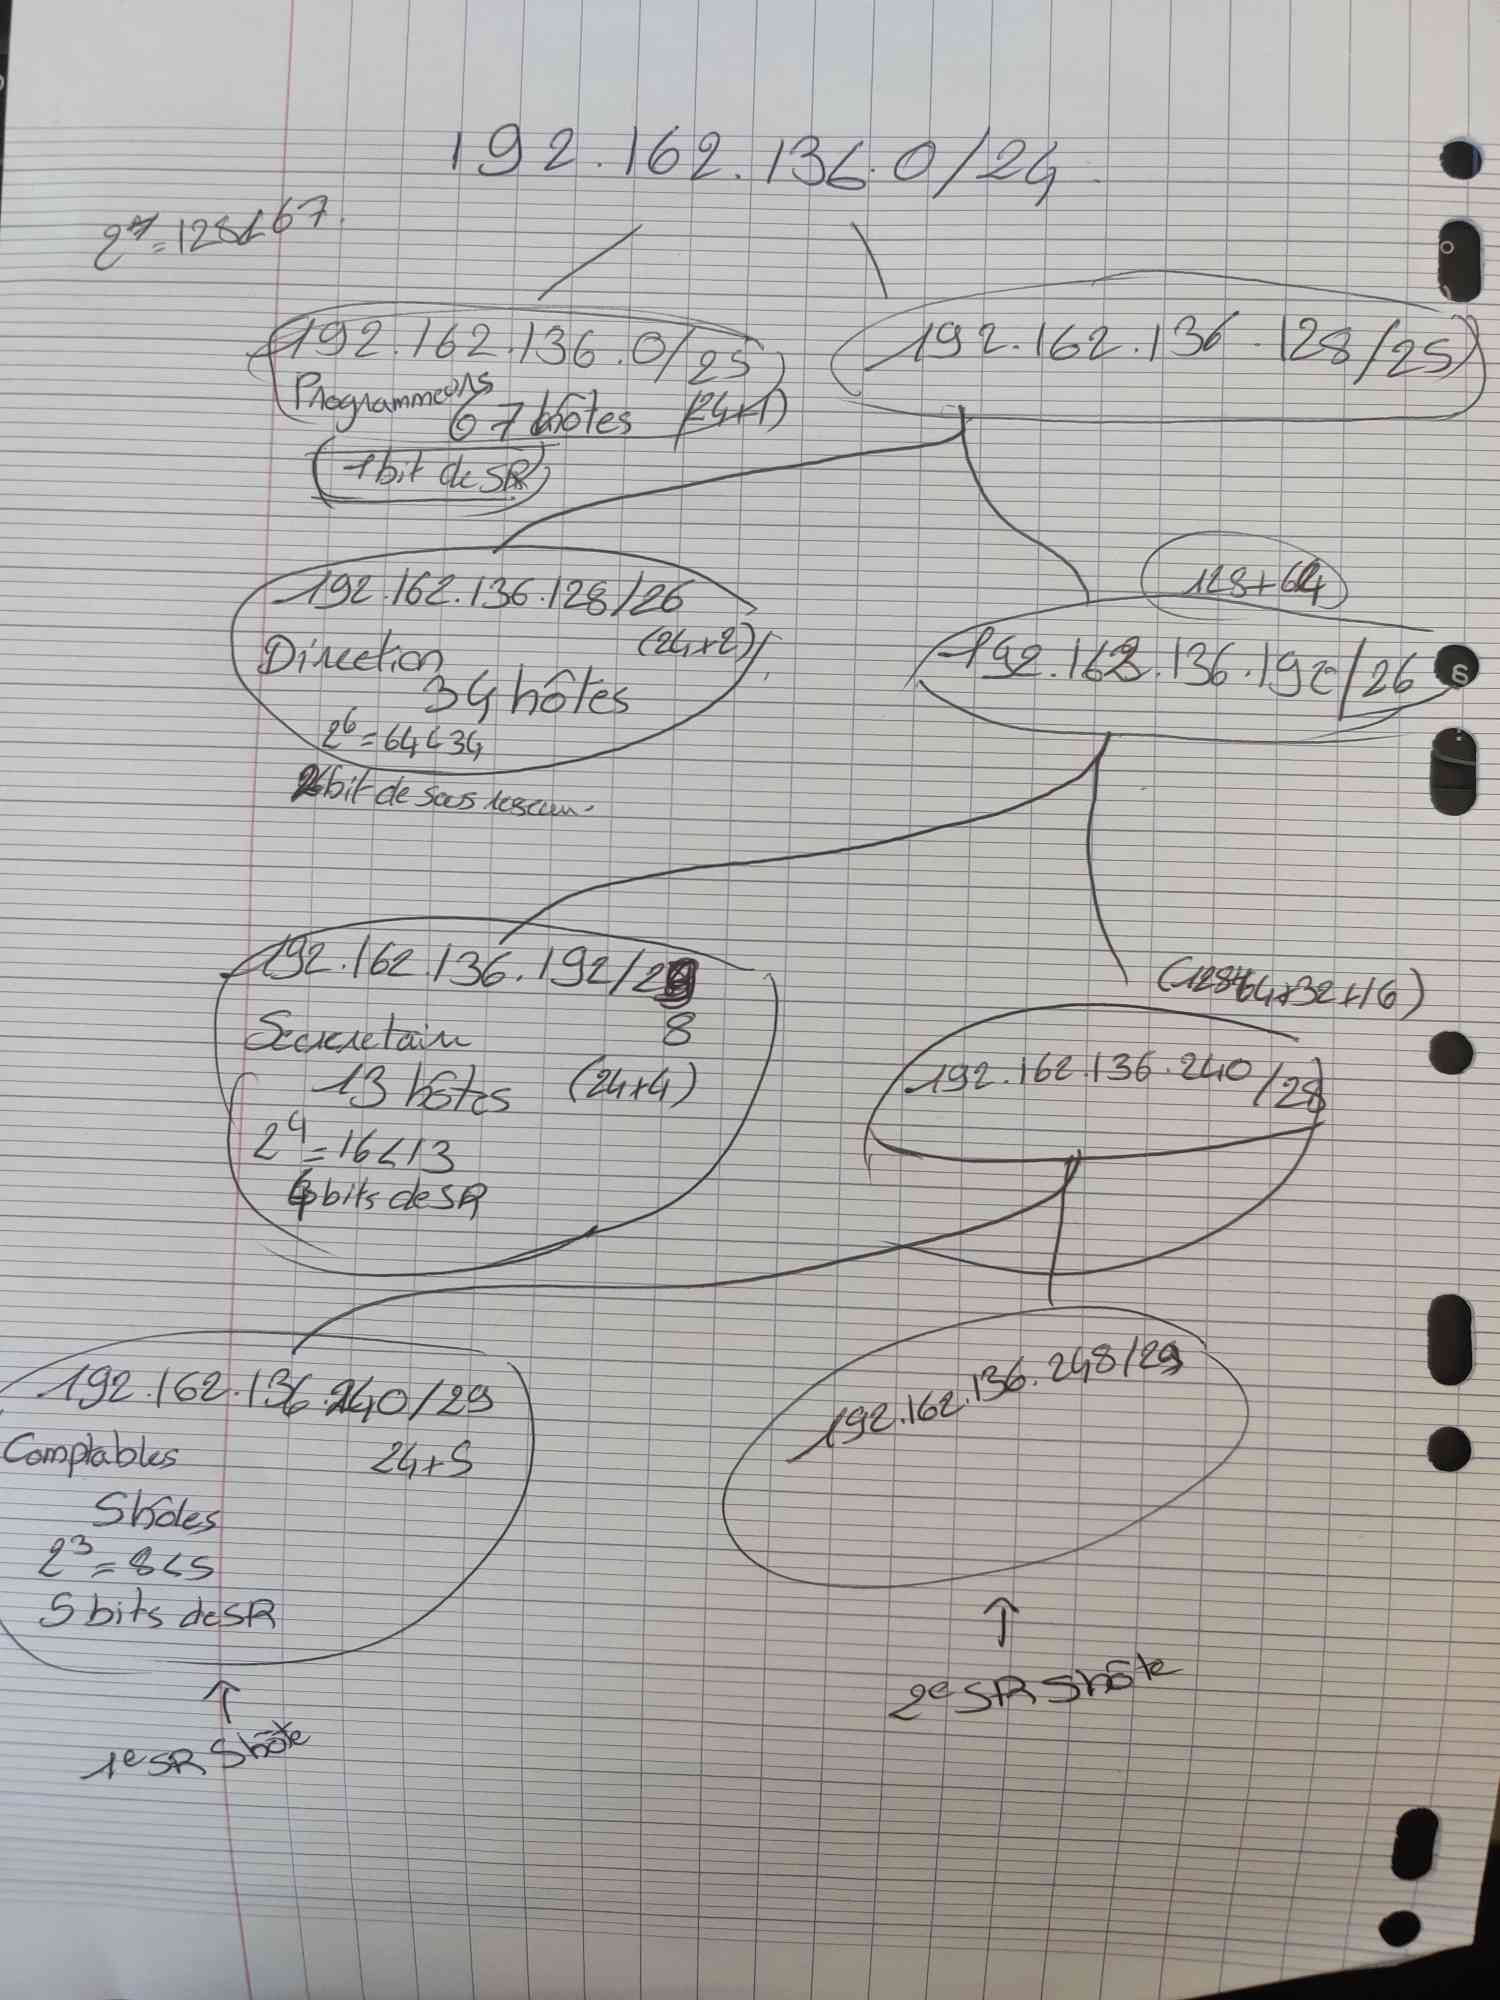 192.162.136.0/24
2^7=128<67.
192.162.136.0/25
192.162.136.128/25
Programmeurs
67 hôtes (24+1)
1 bit de SR
192.162.136.128/26
128+64
Direction (24+2)
192.162.136.192/26
34 hôtes
2^6=64<34
bit de sous reseau.
192.162.136.192/2
8
(128+64+32+16)
Secretaire
13 hôtes (24+4)
192.162.136.240/28
2^4=16<13
4 bits de SR
192.162.136.240/29
192.162.136.248/29
Comptables 24+5
5 hôtes
2^3=8<5
5 bits de SR
1e SR 5 hôte
2e SR 5 hôte